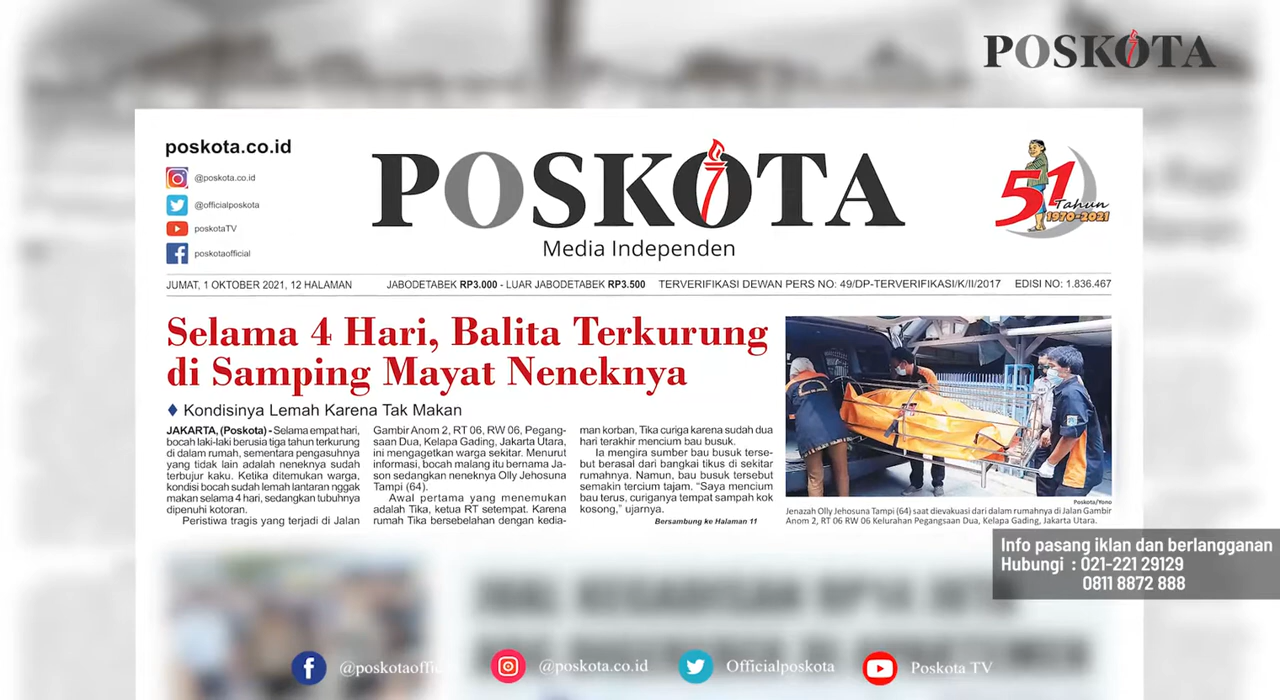 POSKOTA
poskota.co.id
@poskota.co.id
@officialposkota
poskotaTV
poskotaofficial
POSKOTA
Media Independen
51
Tahun
1970-2021
JUMAT, 1 OKTOBER 2021, 12 HALAMAN
JABODETABEK RP3.000 - LUAR JABODETABEK RP3.500
TERVERIFIKASI DEWAN PERS NO: 49/DP-TERVERIFIKASI/K/II/2017
EDISI NO: 1.836.467
Selama 4 Hari, Balita Terkurung
di Samping Mayat Neneknya
Kondisinya Lemah Karena Tak Makan
JAKARTA, (Poskota) - Selama empat hari,
bocah laki-laki berusia tiga tahun terkurung
di dalam rumah, sementara pengasuhnya
yang tidak lain adalah neneknya sudah
terbujur kaku. Ketika ditemukan warga,
kondisi bocah sudah lemah lantaran nggak
makan selama 4 hari, sedangkan tubuhnya
dipenuhi kotoran.
Peristiwa tragis yang terjadi di Jalan
Gambir Anom 2, RT 06, RW 06, Pegang-
saan Dua, Kelapa Gading, Jakarta Utara,
ini mengagetkan warga sekitar. Menurut
informasi, bocah malang itu bernama Ja-
son sedangkan neneknya Olly Jehosuna
Tampi (64).
Awal pertama yang menemukan
adalah Tika, ketua RT setempat. Karena
rumah Tika bersebelahan dengan kedia-
man korban, Tika curiga karena sudah dua
hari terakhir mencium bau busuk.
Ia mengira sumber bau busuk terse-
but berasal dari bangkai tikus di sekitar
rumahnya. Namun, bau busuk tersebut
semakin tercium tajam. "Saya mencium
bau terus, curiganya tempat sampah kok
kosong," ujarnya.
Bersambung ke Halaman 11
Poskota/Yono
Jenazah Olly Jehosuna Tampi (64) saat dievakuasi dari dalam rumahnya di Jalan Gambir
Anom 2, RT 06 RW 06 Kelurahan Pegangsaan Dua, Kelapa Gading, Jakarta Utara.
Info pasang iklan dan berlangganan
Hubungi : 021-221 29129
0811 8872 888
@poskotaoffic
@poskota.co.id
Officialposkota
Poskota TV